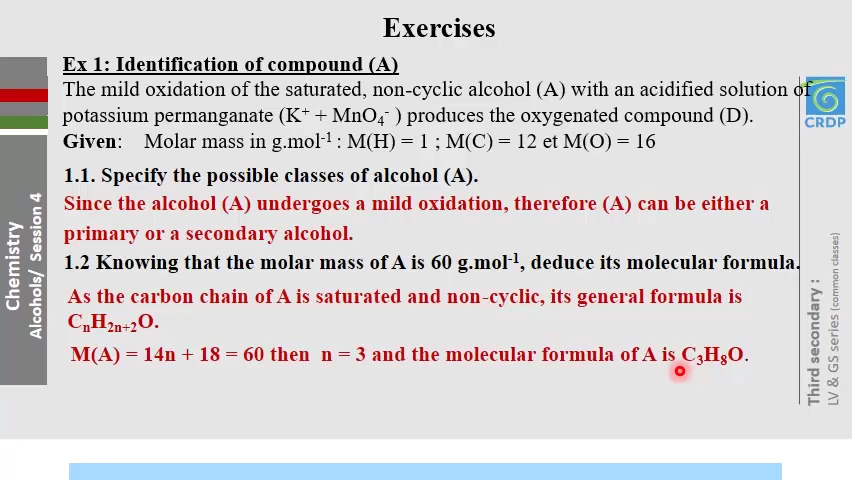 Exercises
Ex 1: Identification of compound (A)
The mild oxidation of the saturated, non-cyclic alcohol (A) with an acidified solution of
potassium permanganate (K⁺ + MnO₄⁻ ) produces the oxygenated compound (D).
Given: Molar mass in g.mol⁻¹ : M(H) = 1 ; M(C) = 12 et M(O) = 16
1.1. Specify the possible classes of alcohol (A).
Since the alcohol (A) undergoes a mild oxidation, therefore (A) can be either a
primary or a secondary alcohol.
1.2 Knowing that the molar mass of A is 60 g.mol⁻¹, deduce its molecular formula.
As the carbon chain of A is saturated and non-cyclic, its general formula is
CₙH₂ₙ₊₂O.
M(A) = 14n + 18 = 60 then n = 3 and the molecular formula of A is C₃H₈O.
Chemistry
Alcohols/ Session 4
CRDP
Third secondary :
LV & GS series (common classes)